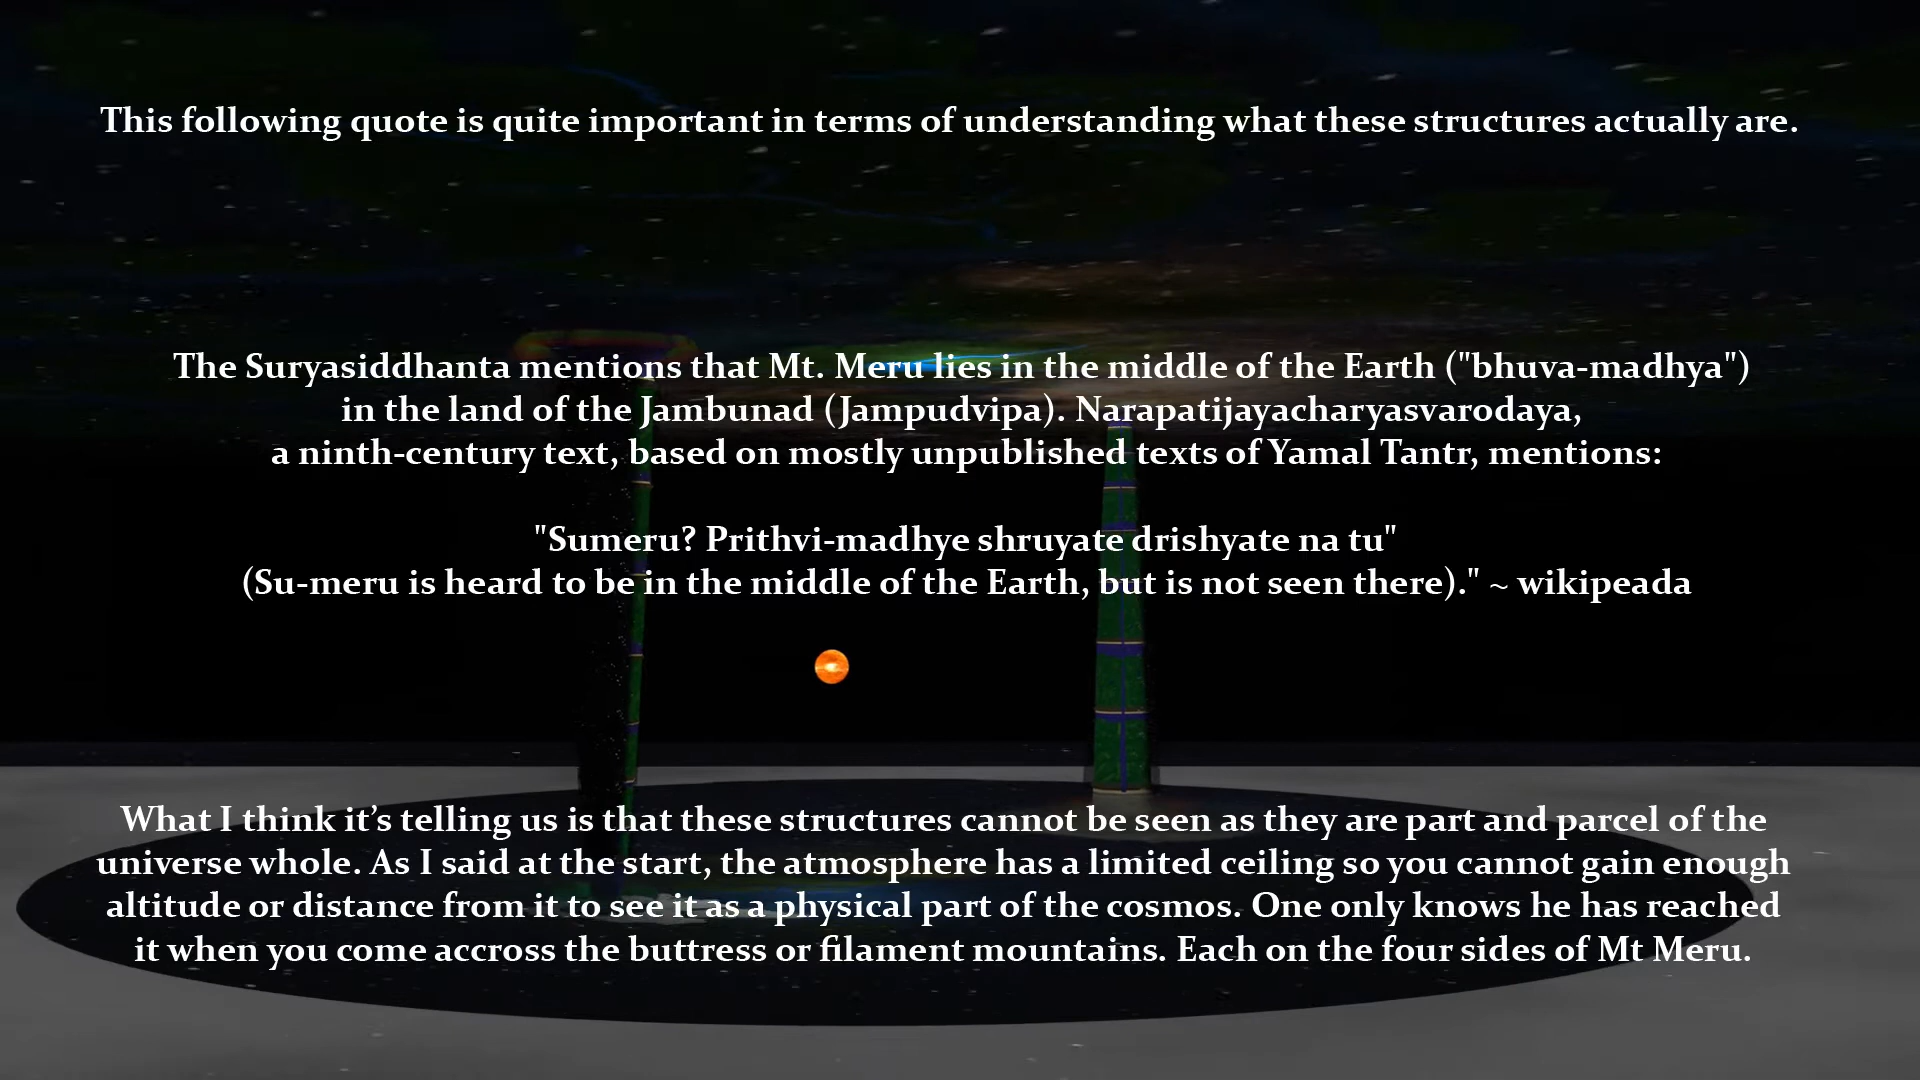 This following quote is quite important in terms of understanding what these structures actually are.
The Suryasiddhanta mentions that Mt. Meru lies in the middle of the Earth ("bhuva-madhya")
in the land of the Jambunad (Jampudvipa). Narapatijayacharyasvarodaya,
a ninth-century text, based on mostly unpublished texts of Yamal Tantr, mentions:
"Sumeru? Prithvi-madhye shruyate drishyate na tu"
(Su-meru is heard to be in the middle of the Earth, but is not seen there)." ~ wikipeada
What I think it’s telling us is that these structures cannot be seen as they are part and parcel of the
universe whole. As I said at the start, the atmosphere has a limited ceiling so you cannot gain enough
altitude or distance from it to see it as a physical part of the cosmos. One only knows he has reached
it when you come accross the buttress or filament mountains. Each on the four sides of Mt Meru.